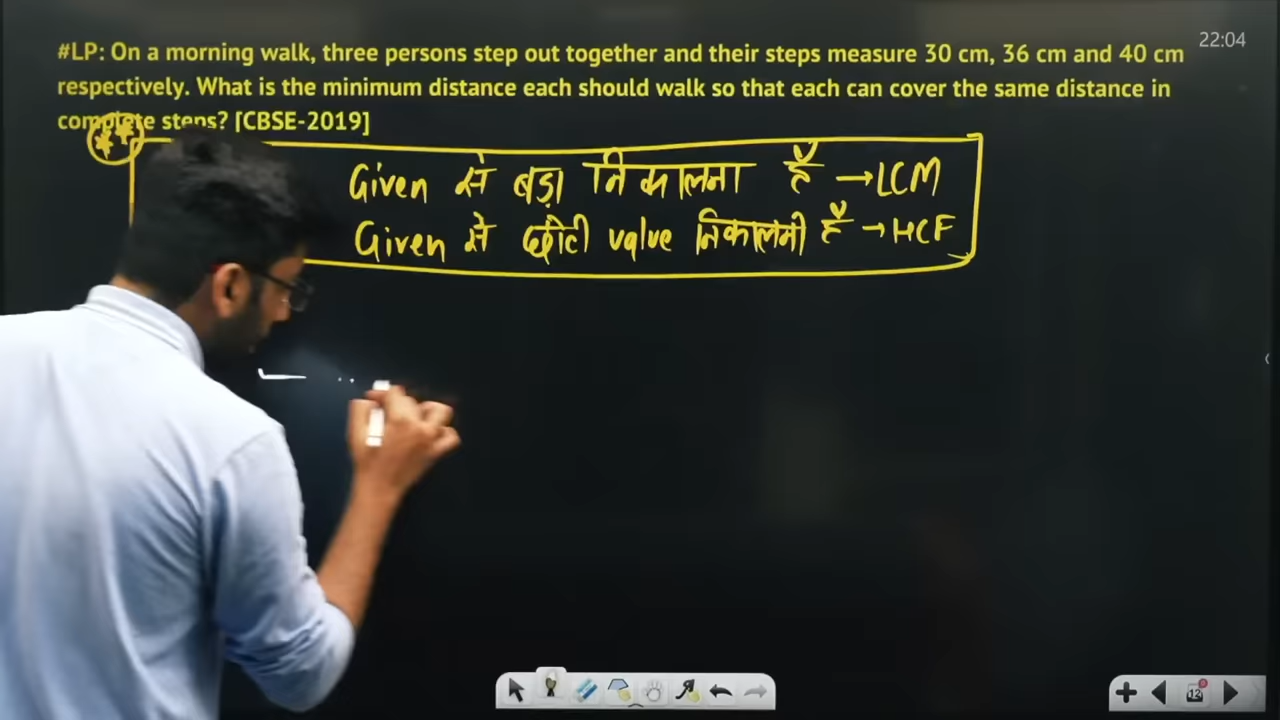 22:04
#LP: On a morning walk, three persons step out together and their steps measure 30 cm, 36 cm and 40 cm
respectively. What is the minimum distance each should walk so that each can cover the same distance in
complete steps? [CBSE-2019]
Given से बड़ा निकालना है → LCM
Given से छोटी value निकालनी है → HCF
12